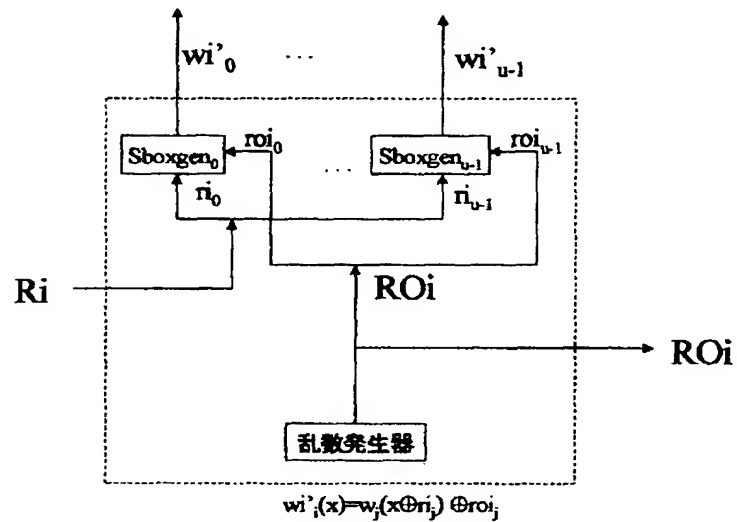 wi'₀ ... wi'ᵤ₋₁
Sboxgen₀ roi₀ ... Sboxgenᵤ₋₁ roiᵤ₋₁
ri₀ riᵤ₋₁
Ri
ROi
ROi
乱数発生器
wi'ᵢ(x)=wⱼ(x⊕riⱼ)⊕roiⱼ